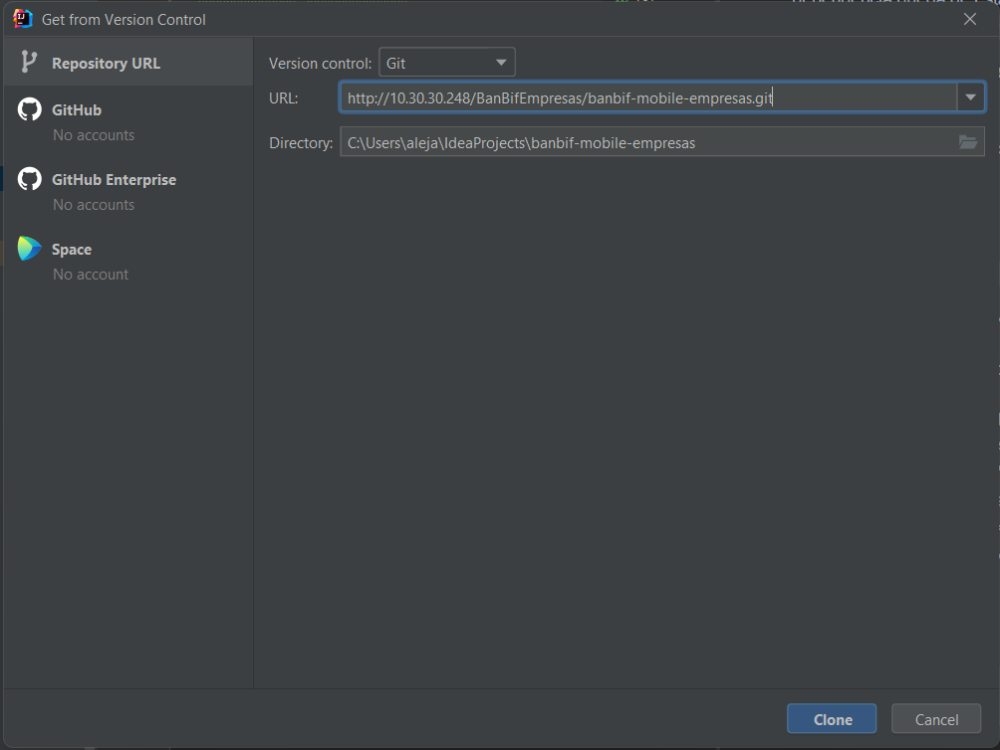 Get from Version Control
Repository URL
GitHub
No accounts
GitHub Enterprise
No accounts
Space
No account
Version control: Git
URL: http://10.30.30.248/BanBifEmpresas/banbif-mobile-empresas.git
Directory: C:\Users\aleja\IdeaProjects\banbif-mobile-empresas
Clone Cancel